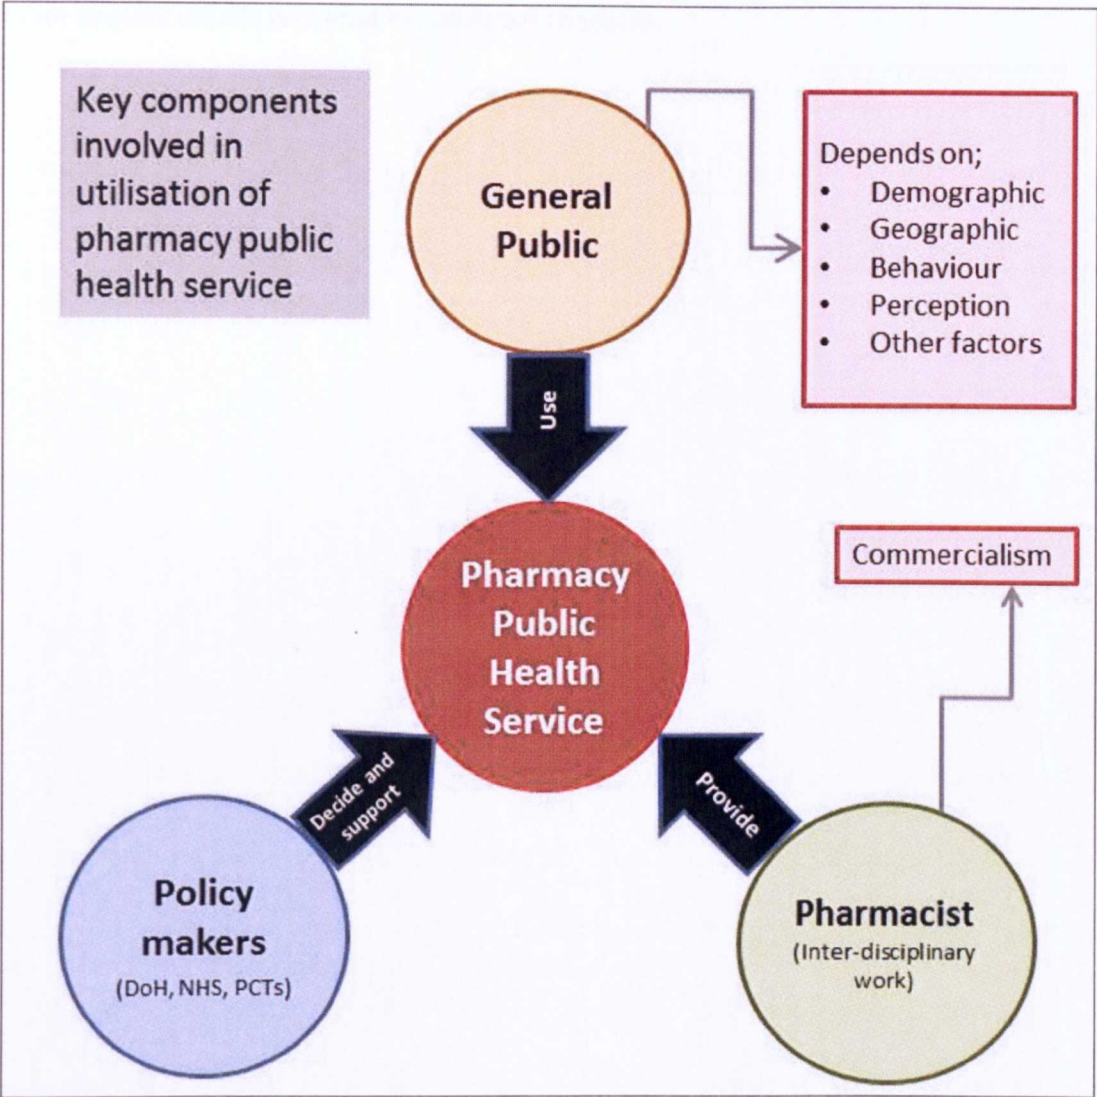 Key components
involved in
utilisation of
pharmacy public
health service
General
Public
Depends on;
• Demographic
• Geographic
• Behaviour
• Perception
• Other factors
Use
Commercialism
Pharmacy
Public
Health
Service
Decide and
support
Provide
Policy
makers
(DoH, NHS, PCTs)
Pharmacist
(Inter-disciplinary
work)